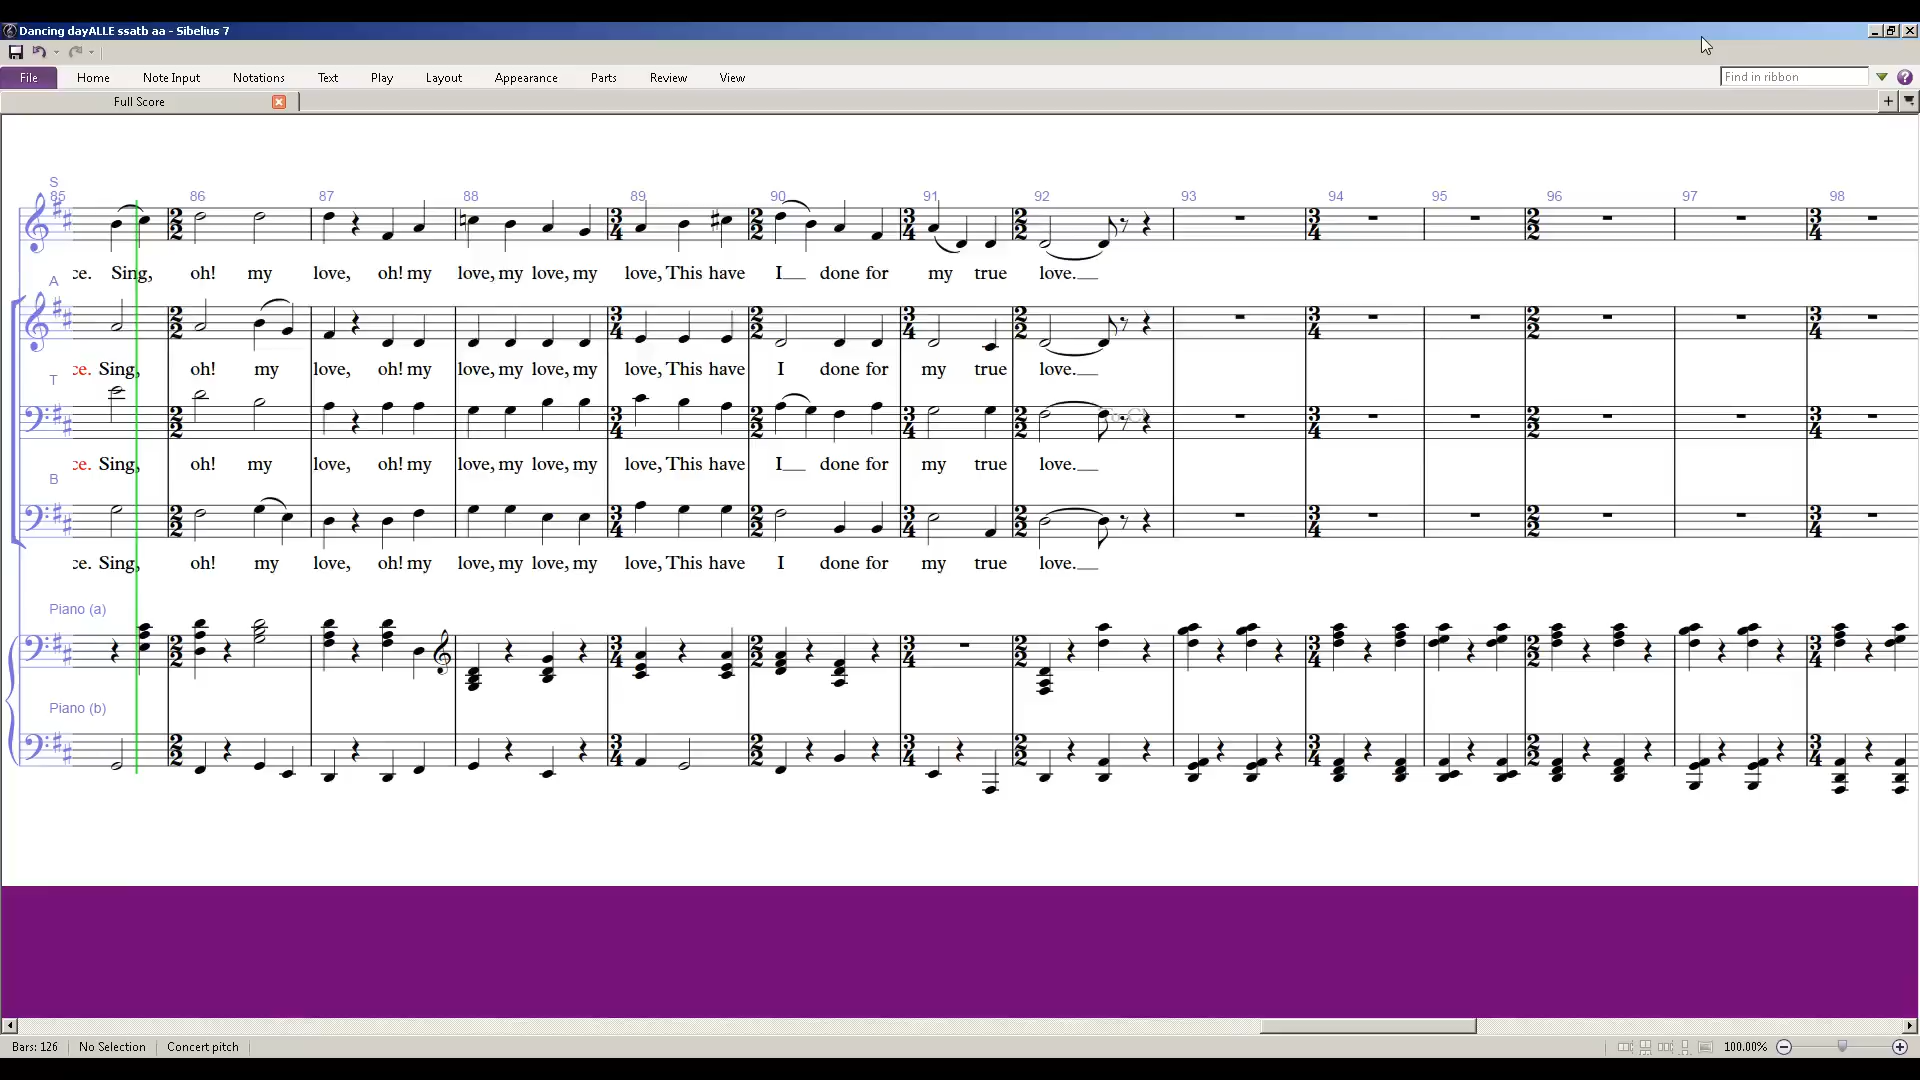 Dancing dayALLE ssatb aa - Sibelius 7
File Home Note Input Notations Text Play Layout Appearance Parts Review View Find in ribbon
Full Score
S
85 86 87 88 89 90 91 92 93 94 95 96 97 98
ce. Sing, oh! my love, oh! my love, my love, my love, This have I__ done for my true love.__
A
ce. Sing, oh! my love, oh! my love, my love, my love, This have I done for my true love.__
T
ce. Sing, oh! my love, oh! my love, my love, my love, This have I__ done for my true love.__
B
ce. Sing, oh! my love, oh! my love, my love, my love, This have I done for my true love.__
Piano (a)
Piano (b)
Bars: 126 No Selection Concert pitch 100.00%